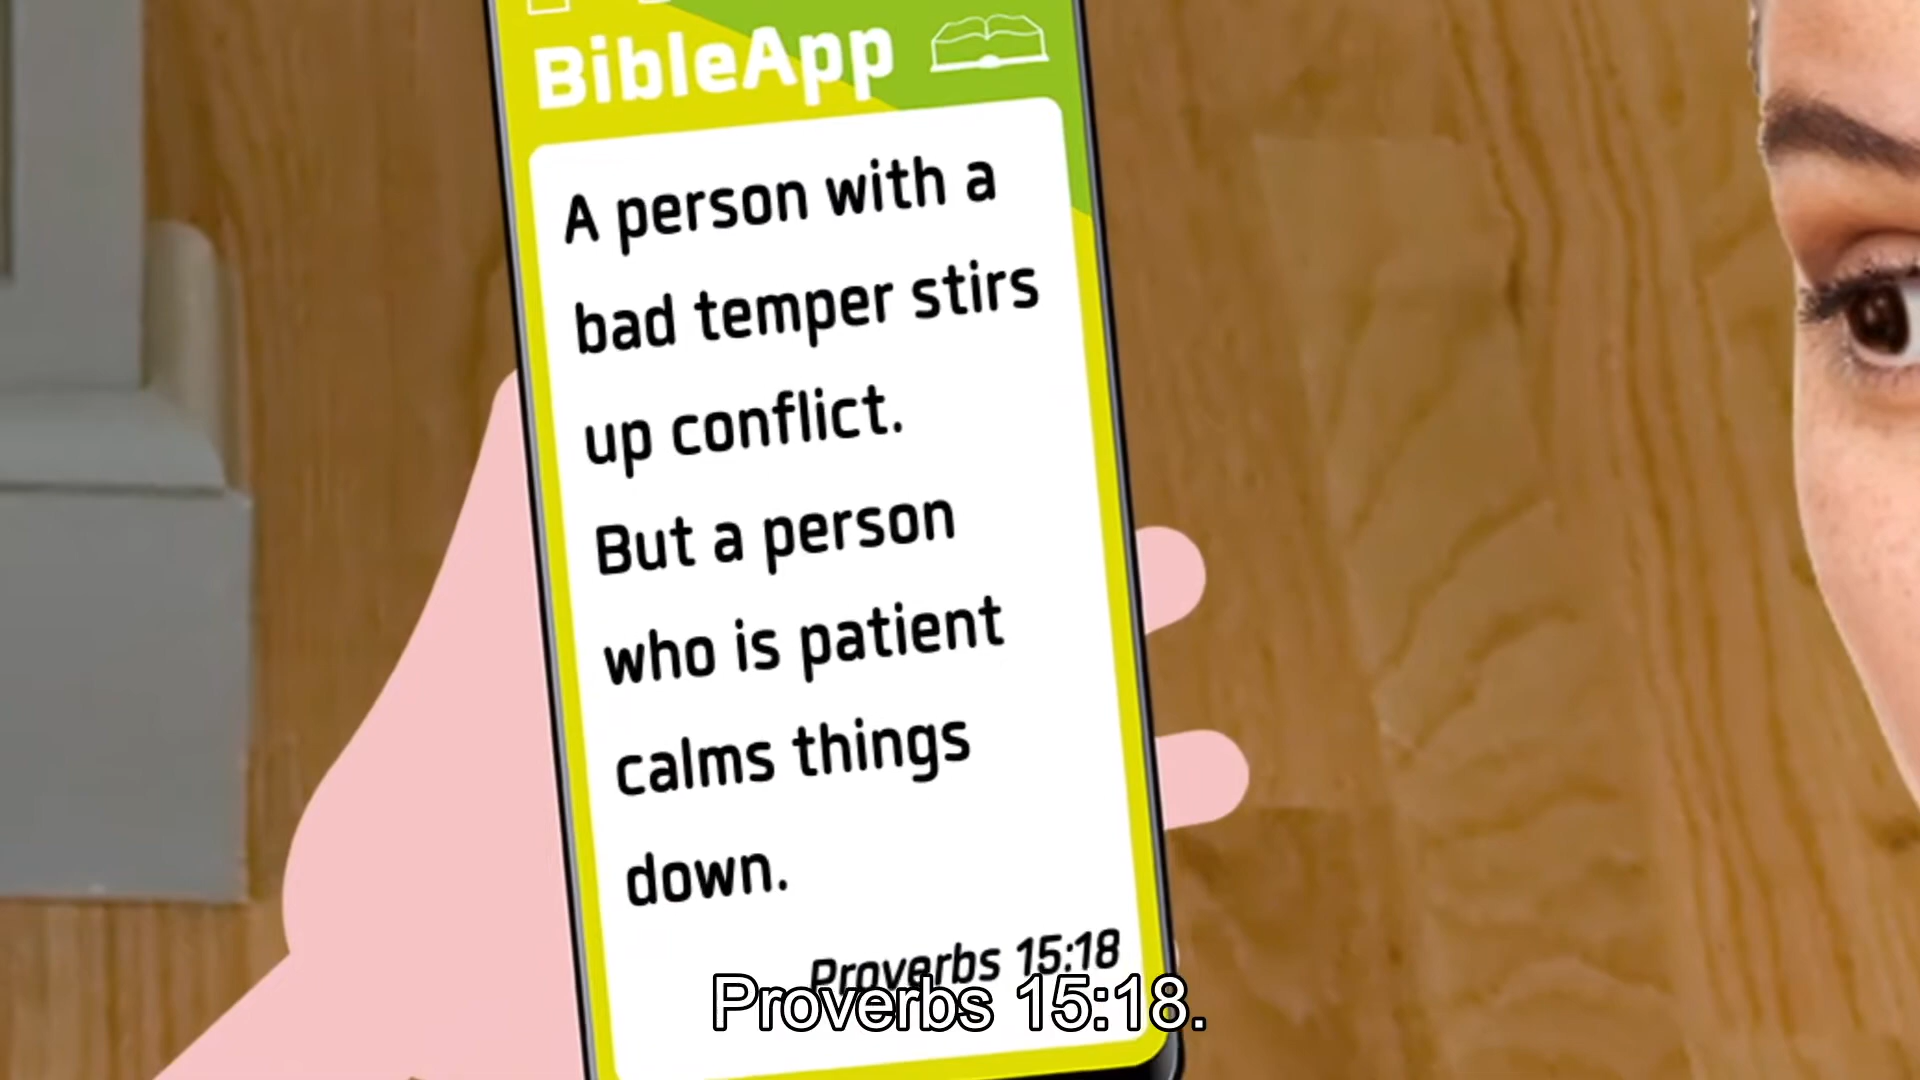 BibleApp
A person with a
bad temper stirs
up conflict.
But a person
who is patient
calms things
down.
Proverbs 15:18
Proverbs 15:18.